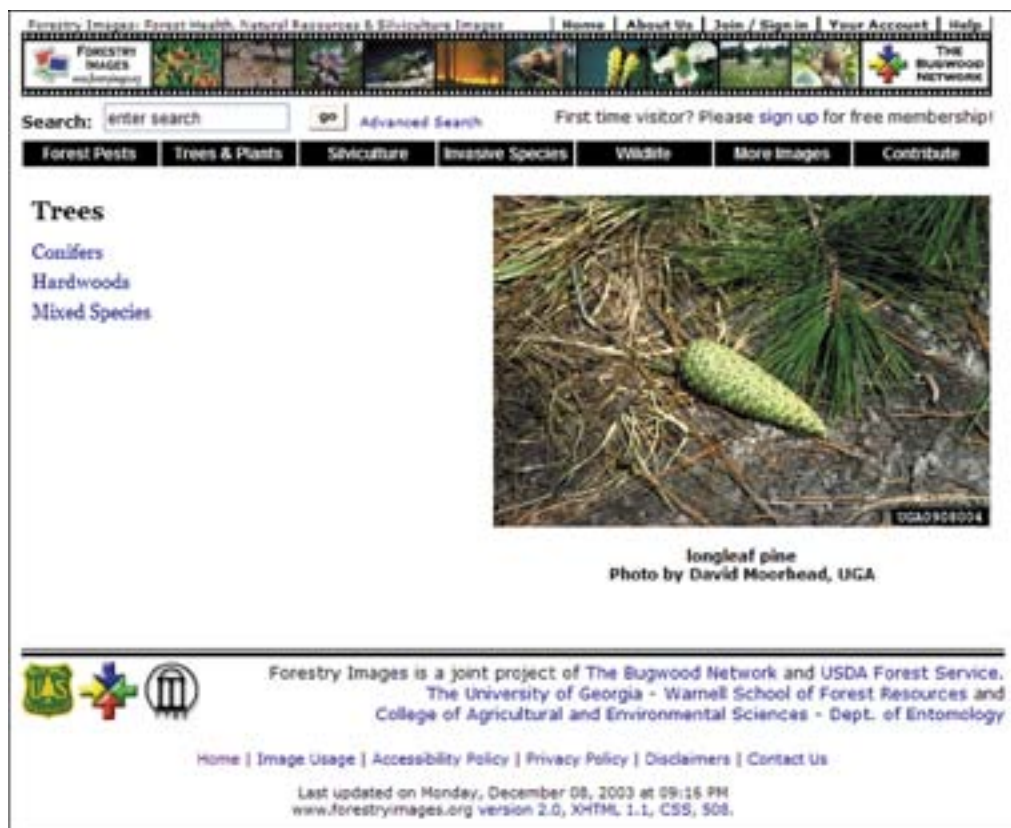 Forestry Images: Forest Health, Natural Resources & Silviculture Images | Home | About Us | Join / Sign in | Your Account | Help |
FORESTRY
IMAGES
www.forestryimages.org
THE
BUGWOOD
NETWORK
Search: enter search go Advanced Search First time visitor? Please sign up for free membership!
Forest Pests Trees & Plants Silviculture Invasive Species Wildlife More Images Contribute
Trees
Conifers
Hardwoods
Mixed Species
UGA0908004
longleaf pine
Photo by David Moorhead, UGA
UAS
Forestry Images is a joint project of The Bugwood Network and USDA Forest Service.
The University of Georgia - Warnell School of Forest Resources and
College of Agricultural and Environmental Sciences - Dept. of Entomology
Home | Image Usage | Accessibility Policy | Privacy Policy | Disclaimers | Contact Us
Last updated on Monday, December 08, 2003 at 09:16 PM
www.forestryimages.org version 2.0, XHTML 1.1, CSS, 508.